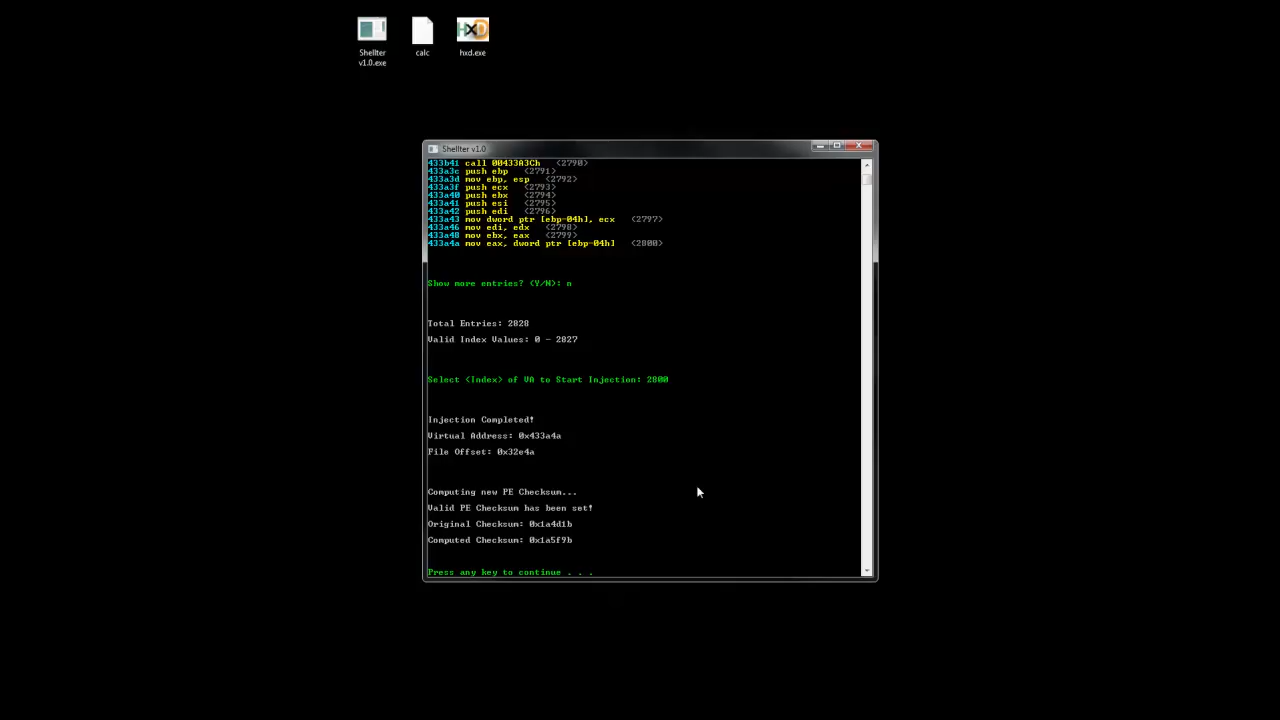 Shellter
v1.0.exe
calc
HXD
hxd.exe
Shellter v1.0
433b41 call 00433A3Ch <2790>
433a3c push ebp <2791>
433a3d mov ebp, esp <2792>
433a3f push ecx <2793>
433a40 push ebx <2794>
433a41 push esi <2795>
433a42 push edi <2796>
433a43 mov dword ptr [ebp-04h], ecx <2797>
433a46 mov edi, edx <2798>
433a48 mov ebx, eax <2799>
433a4a mov eax, dword ptr [ebp-04h] <2800>
Show more entries? (Y/N): n
Total Entries: 2828
Valid Index Values: 0 - 2827
Select <Index> of VA to Start Injection: 2800
Injection Completed!
Virtual Address: 0x433a4a
File Offset: 0x32e4a
Computing new PE Checksum...
Valid PE Checksum has been set!
Original Checksum: 0x1a4d1b
Computed Checksum: 0x1a5f9b
Press any key to continue . . .